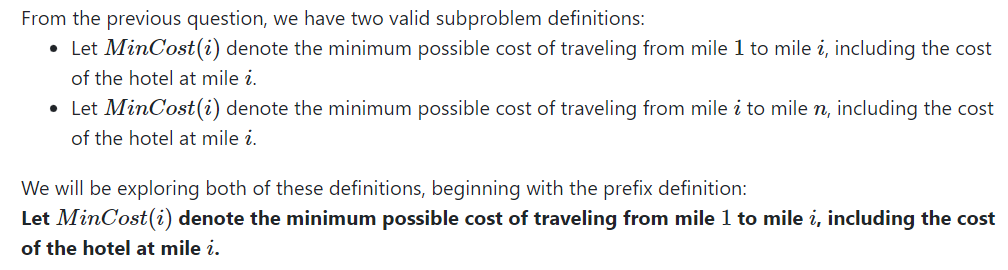 From the previous question, we have two valid subproblem definitions:
• Let MinCost(i) denote the minimum possible cost of traveling from mile 1 to mile i, including the cost
of the hotel at mile i.
• Let MinCost(i) denote the minimum possible cost of traveling from mile i to mile n, including the cost
of the hotel at mile i.
We will be exploring both of these definitions, beginning with the prefix definition:
Let MinCost(i) denote the minimum possible cost of traveling from mile 1 to mile i, including the cost
of the hotel at mile i.